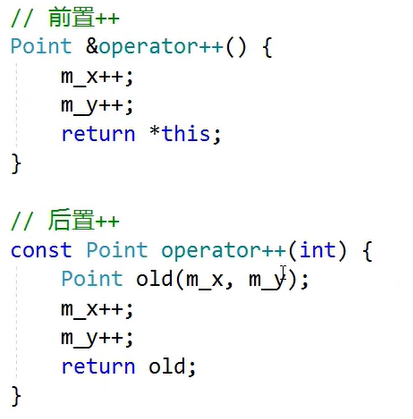 // 前置++
Point &operator++() {
m_x++;
m_y++;
return *this;
}
// 后置++
const Point operator++(int) {
Point old(m_x, m_y);
m_x++;
m_y++;
return old;
}